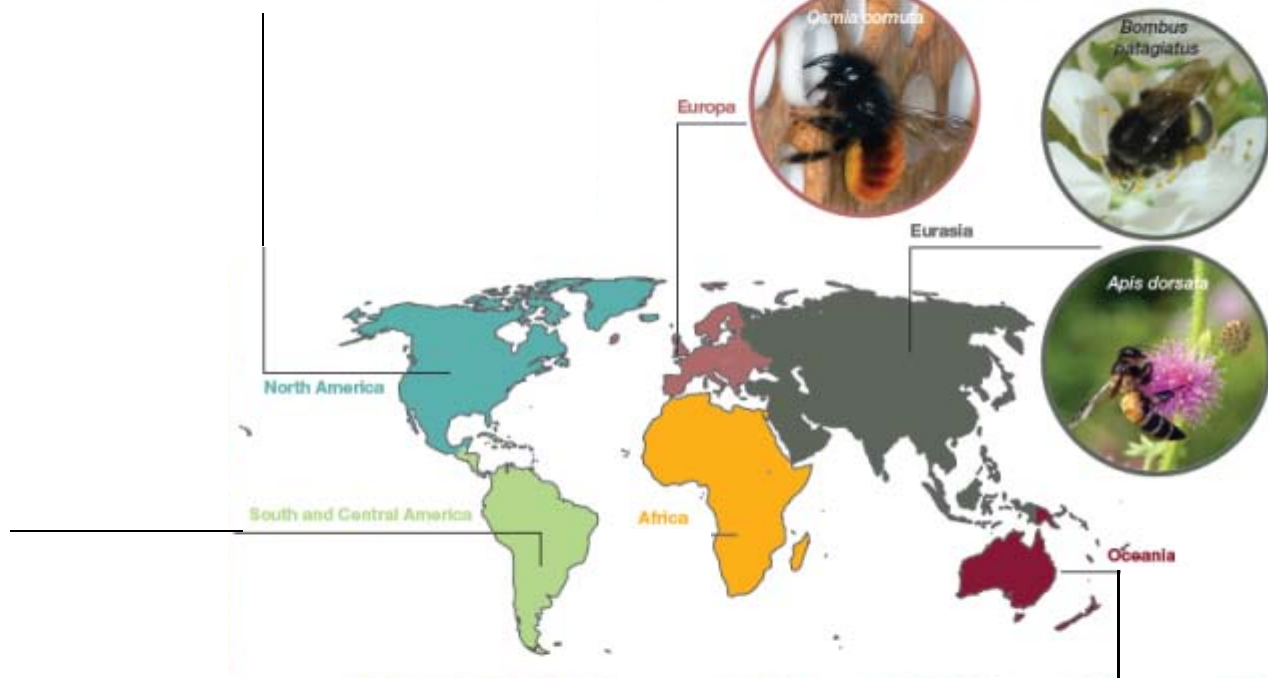 Osmia cornuta
Bombus
patagiatus
Europa
Eurasia
Apis dorsata
North America
South and Central America
Africa
Oceania